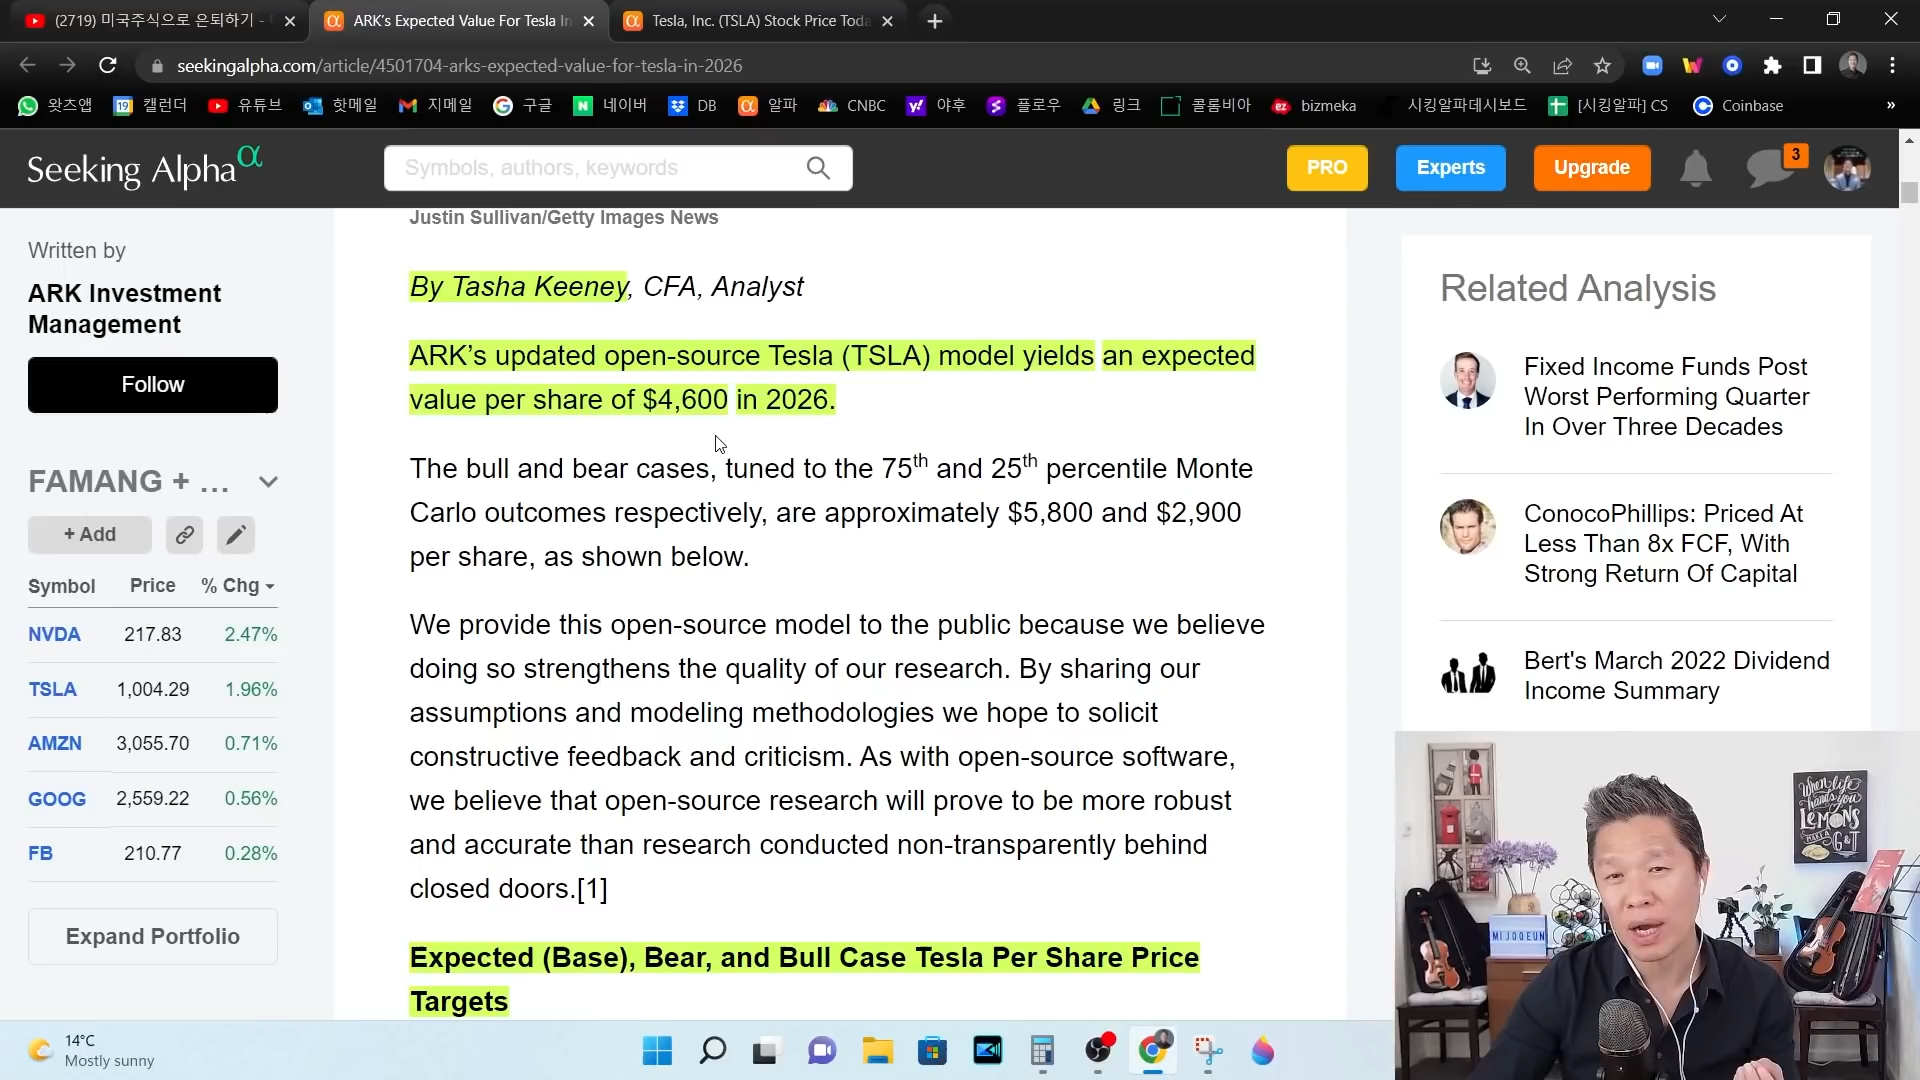 (2719) 미국주식으로 은퇴하기 -
ARK's Expected Value For Tesla In
Tesla, Inc. (TSLA) Stock Price Toda
seekingalpha.com/article/4501704-arks-expected-value-for-tesla-in-2026
왓츠앱
19 캘린더
유튜브
핫메일
지메일
구글
네이버
DB
알파
CNBC
야후
플로우
링크
콜롬비아
ez bizmeka
시킹알파데시보드
[시킹알파] CS
Coinbase
»
Seeking Alpha α
Symbols, authors, keywords
PRO
Experts
Upgrade
3
Written by
ARK Investment
Management
Follow
FAMANG + ...
+ Add
Symbol Price % Chg
NVDA 217.83 2.47%
TSLA 1,004.29 1.96%
AMZN 3,055.70 0.71%
GOOG 2,559.22 0.56%
FB 210.77 0.28%
Expand Portfolio
Justin Sullivan/Getty Images News
By Tasha Keeney, CFA, Analyst
ARK's updated open-source Tesla (TSLA) model yields an expected
value per share of $4,600 in 2026.
The bull and bear cases, tuned to the 75th and 25th percentile Monte
Carlo outcomes respectively, are approximately $5,800 and $2,900
per share, as shown below.
We provide this open-source model to the public because we believe
doing so strengthens the quality of our research. By sharing our
assumptions and modeling methodologies we hope to solicit
constructive feedback and criticism. As with open-source software,
we believe that open-source research will prove to be more robust
and accurate than research conducted non-transparently behind
closed doors.[1]
Expected (Base), Bear, and Bull Case Tesla Per Share Price
Targets
Related Analysis
Fixed Income Funds Post
Worst Performing Quarter
In Over Three Decades
ConocoPhillips: Priced At
Less Than 8x FCF, With
Strong Return Of Capital
Bert's March 2022 Dividend
Income Summary
When life
hands you
LEMONS
MAKE A
G&T
MIJOOEUN
14°C
Mostly sunny